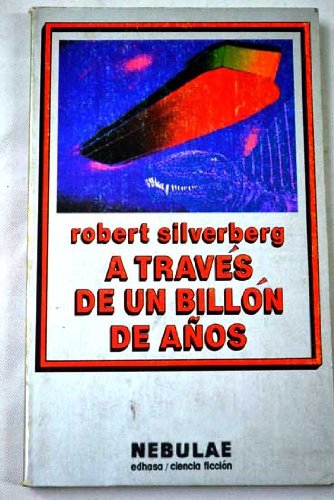 robert silverberg
A TRAVÉS
DE UN BILLÓN
DE AÑOS
NEBULAE
edhasa / ciencia ficción